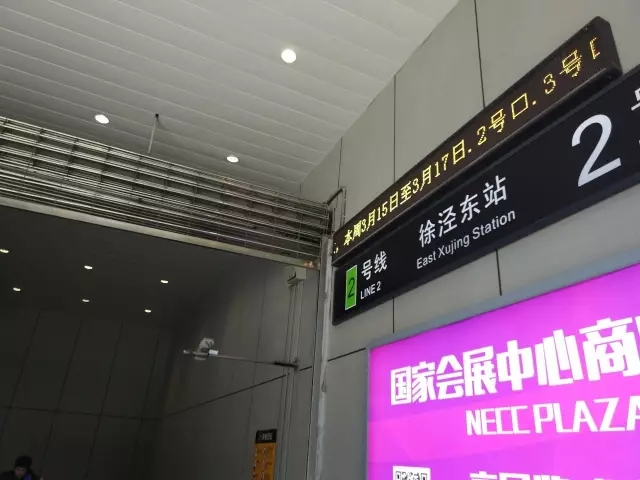 本周3月15日至3月17日.2号口.3号
2 号线
LINE 2
徐泾东站
East Xujing Station
2
国家会展中心商
NECC PLAZA